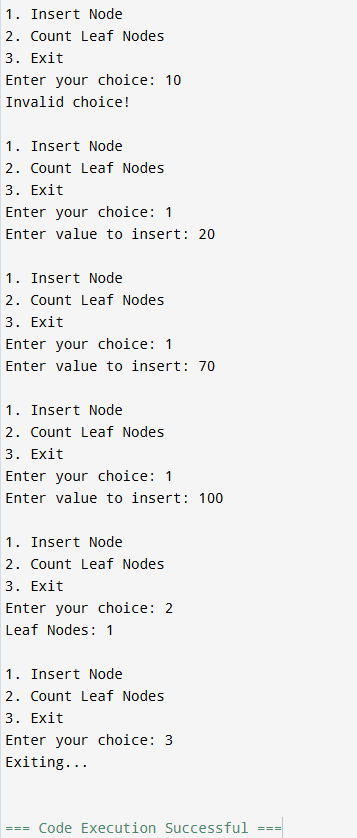 1. Insert Node
2. Count Leaf Nodes
3. Exit
Enter your choice: 10
Invalid choice!
1. Insert Node
2. Count Leaf Nodes
3. Exit
Enter your choice: 1
Enter value to insert: 20
1. Insert Node
2. Count Leaf Nodes
3. Exit
Enter your choice: 1
Enter value to insert: 70
1. Insert Node
2. Count Leaf Nodes
3. Exit
Enter your choice: 1
Enter value to insert: 100
1. Insert Node
2. Count Leaf Nodes
3. Exit
Enter your choice: 2
Leaf Nodes: 1
1. Insert Node
2. Count Leaf Nodes
3. Exit
Enter your choice: 3
Exiting...
=== Code Execution Successful ===